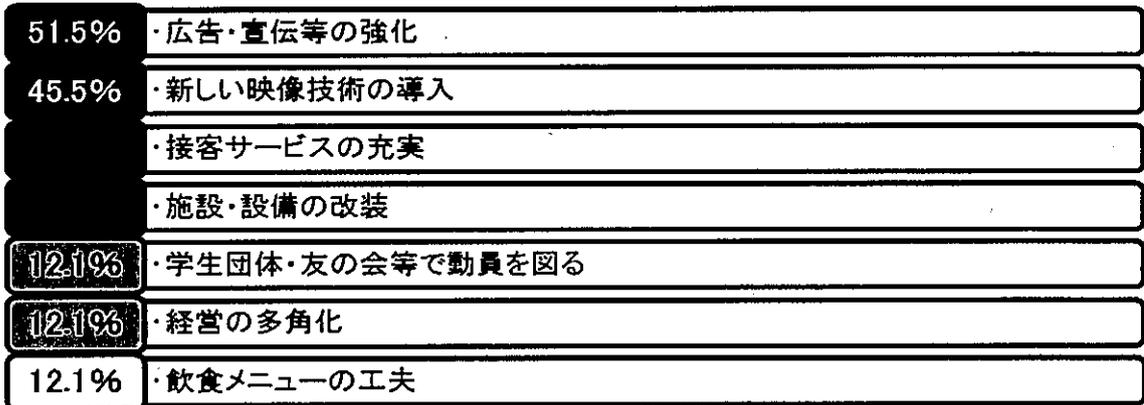 51.5% ・広告・宣伝等の強化
45.5% ・新しい映像技術の導入
・接客サービスの充実
・施設・設備の改装
12.1% ・学生団体・友の会等で動員を図る
12.1% ・経営の多角化
12.1% ・飲食メニューの工夫